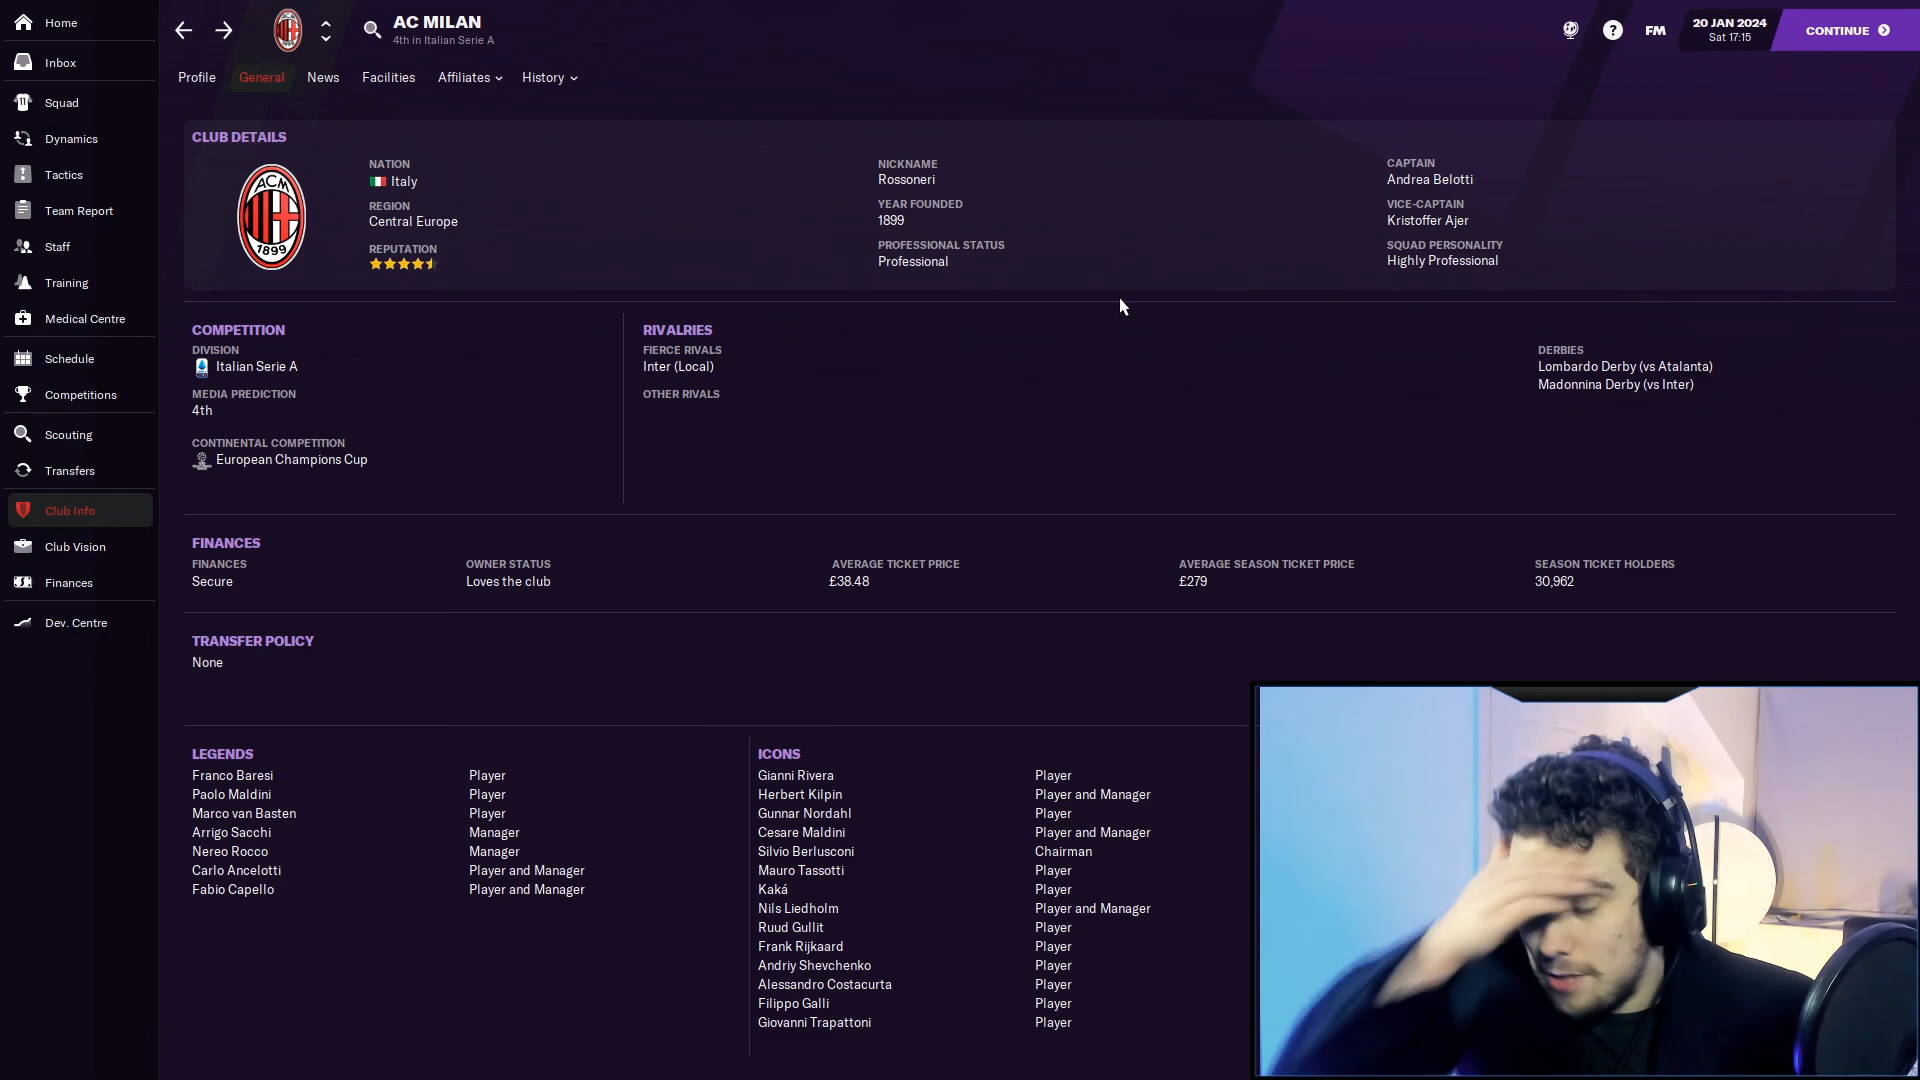 Home
Inbox
Squad
Dynamics
Tactics
Team Report
Staff
Training
Medical Centre
Schedule
Competitions
Scouting
Transfers
Club Info
Club Vision
Finances
Dev. Centre
AC MILAN
4th in Italian Serie A
FM
20 JAN 2024
Sat 17:15
CONTINUE
Profile General News Facilities Affiliates History
CLUB DETAILS
ACM
1899
NATION
Italy
REGION
Central Europe
REPUTATION
NICKNAME
Rossoneri
YEAR FOUNDED
1899
PROFESSIONAL STATUS
Professional
CAPTAIN
Andrea Belotti
VICE-CAPTAIN
Kristoffer Ajer
SQUAD PERSONALITY
Highly Professional
COMPETITION
DIVISION
Italian Serie A
MEDIA PREDICTION
4th
CONTINENTAL COMPETITION
European Champions Cup
RIVALRIES
FIERCE RIVALS
Inter (Local)
OTHER RIVALS
DERBIES
Lombardo Derby (vs Atalanta)
Madonnina Derby (vs Inter)
FINANCES
FINANCES
Secure
OWNER STATUS
Loves the club
AVERAGE TICKET PRICE
£38.48
AVERAGE SEASON TICKET PRICE
£279
SEASON TICKET HOLDERS
30,962
TRANSFER POLICY
None
LEGENDS
Franco Baresi Player
Paolo Maldini Player
Marco van Basten Player
Arrigo Sacchi Manager
Nereo Rocco Manager
Carlo Ancelotti Player and Manager
Fabio Capello Player and Manager
ICONS
Gianni Rivera Player
Herbert Kilpin Player and Manager
Gunnar Nordahl Player
Cesare Maldini Player and Manager
Silvio Berlusconi Chairman
Mauro Tassotti Player
Kaká Player
Nils Liedholm Player and Manager
Ruud Gullit Player
Frank Rijkaard Player
Andriy Shevchenko Player
Alessandro Costacurta Player
Filippo Galli Player
Giovanni Trapattoni Player